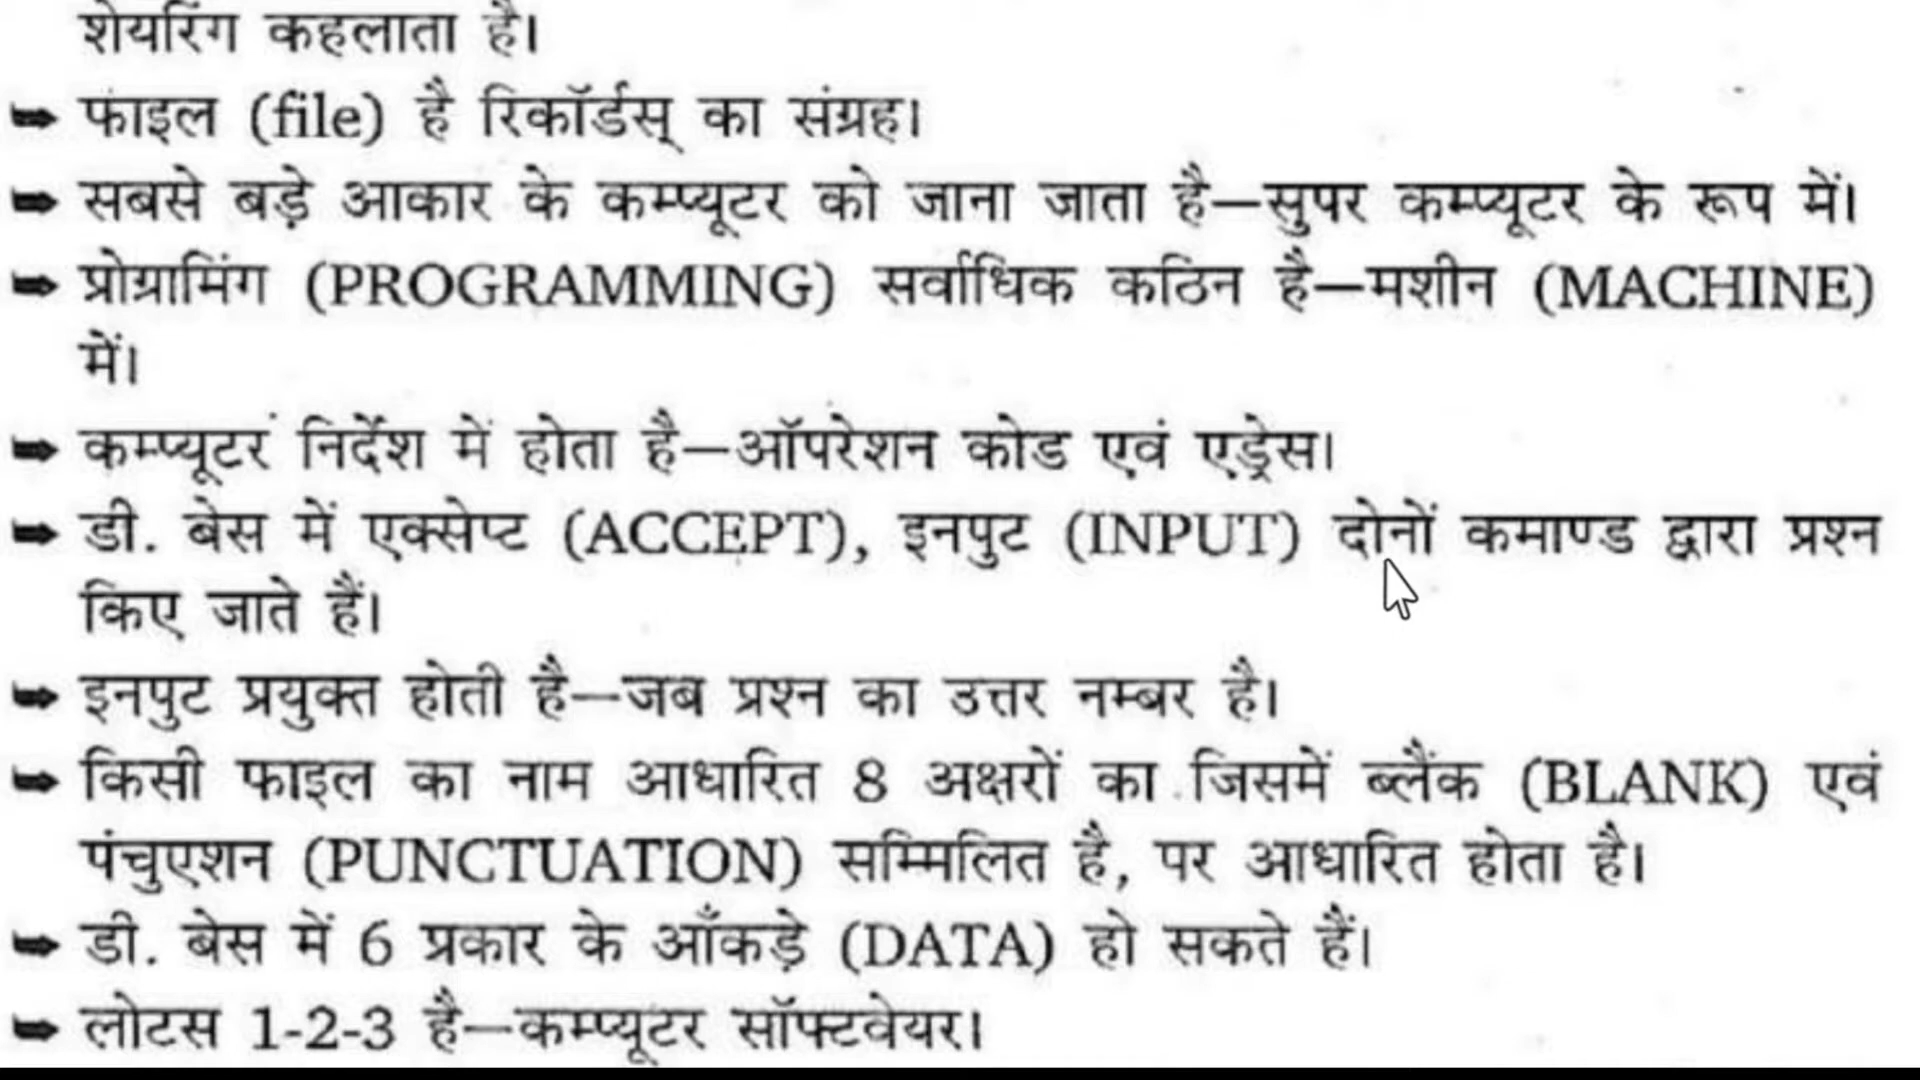 शेयरिंग कहलाता है।
➥ फाइल (file) है रिकॉर्डस् का संग्रह।
➥ सबसे बड़े आकार के कम्प्यूटर को जाना जाता है—सुपर कम्प्यूटर के रूप में।
➥ प्रोग्रामिंग (PROGRAMMING) सर्वाधिक कठिन है—मशीन (MACHINE)
में।
➥ कम्प्यूटर निर्देश में होता है—ऑपरेशन कोड एवं एड्रेस।
➥ डी. बेस में एक्सेप्ट (ACCEPT), इनपुट (INPUT) दोनों कमाण्ड द्वारा प्रश्न
किए जाते हैं।
➥ इनपुट प्रयुक्त होती है—जब प्रश्न का उत्तर नम्बर है।
➥ किसी फाइल का नाम आधारित 8 अक्षरों का जिसमें ब्लैंक (BLANK) एवं
पंचुएशन (PUNCTUATION) सम्मिलित है, पर आधारित होता है।
➥ डी. बेस में 6 प्रकार के आँकड़े (DATA) हो सकते हैं।
➥ लोटस 1-2-3 है—कम्प्यूटर सॉफ्टवेयर।